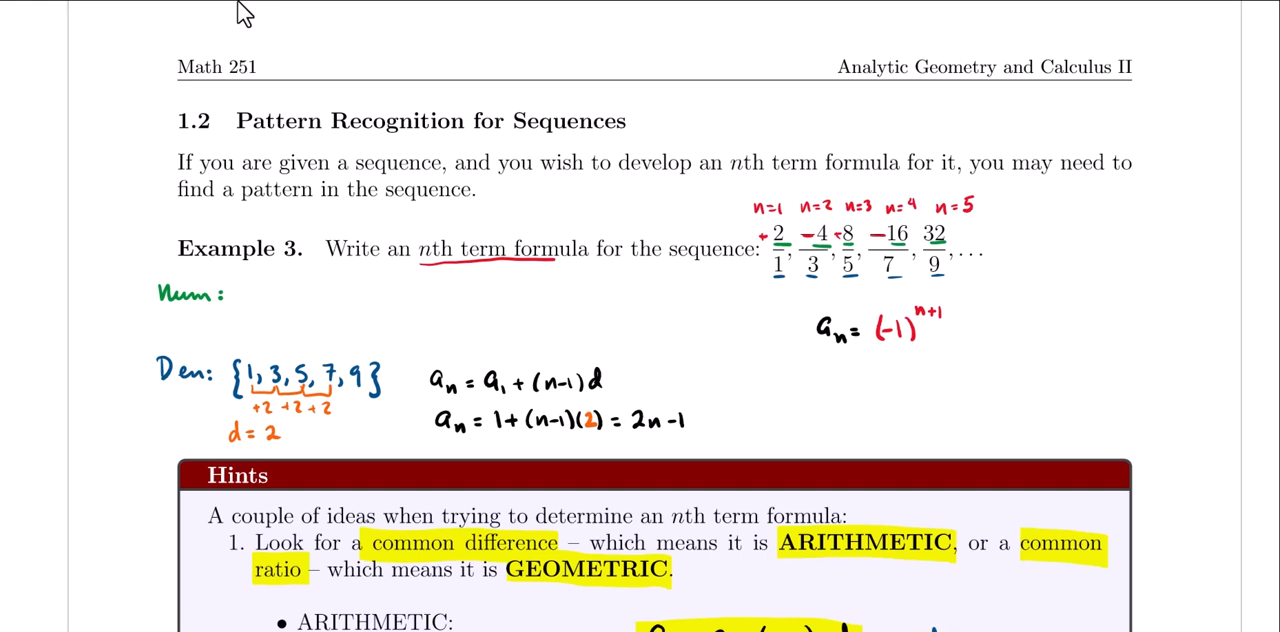 Math 251 Analytic Geometry and Calculus II
1.2 Pattern Recognition for Sequences
If you are given a sequence, and you wish to develop an nth term formula for it, you may need to
find a pattern in the sequence.
n=1 n=2 n=3 n=4 n=5
Example 3. Write an nth term formula for the sequence: +2/1, -4/3, +8/5, -16/7, 32/9, ...
Num:
aₙ = (-1)ⁿ⁺¹
Den: {1, 3, 5, 7, 9} aₙ = a₁ + (n-1)d
+2 +2 +2
d = 2 aₙ = 1 + (n-1)(2) = 2n - 1
Hints
A couple of ideas when trying to determine an nth term formula:
1. Look for a common difference – which means it is ARITHMETIC, or a common
ratio – which means it is GEOMETRIC.
• ARITHMETIC: